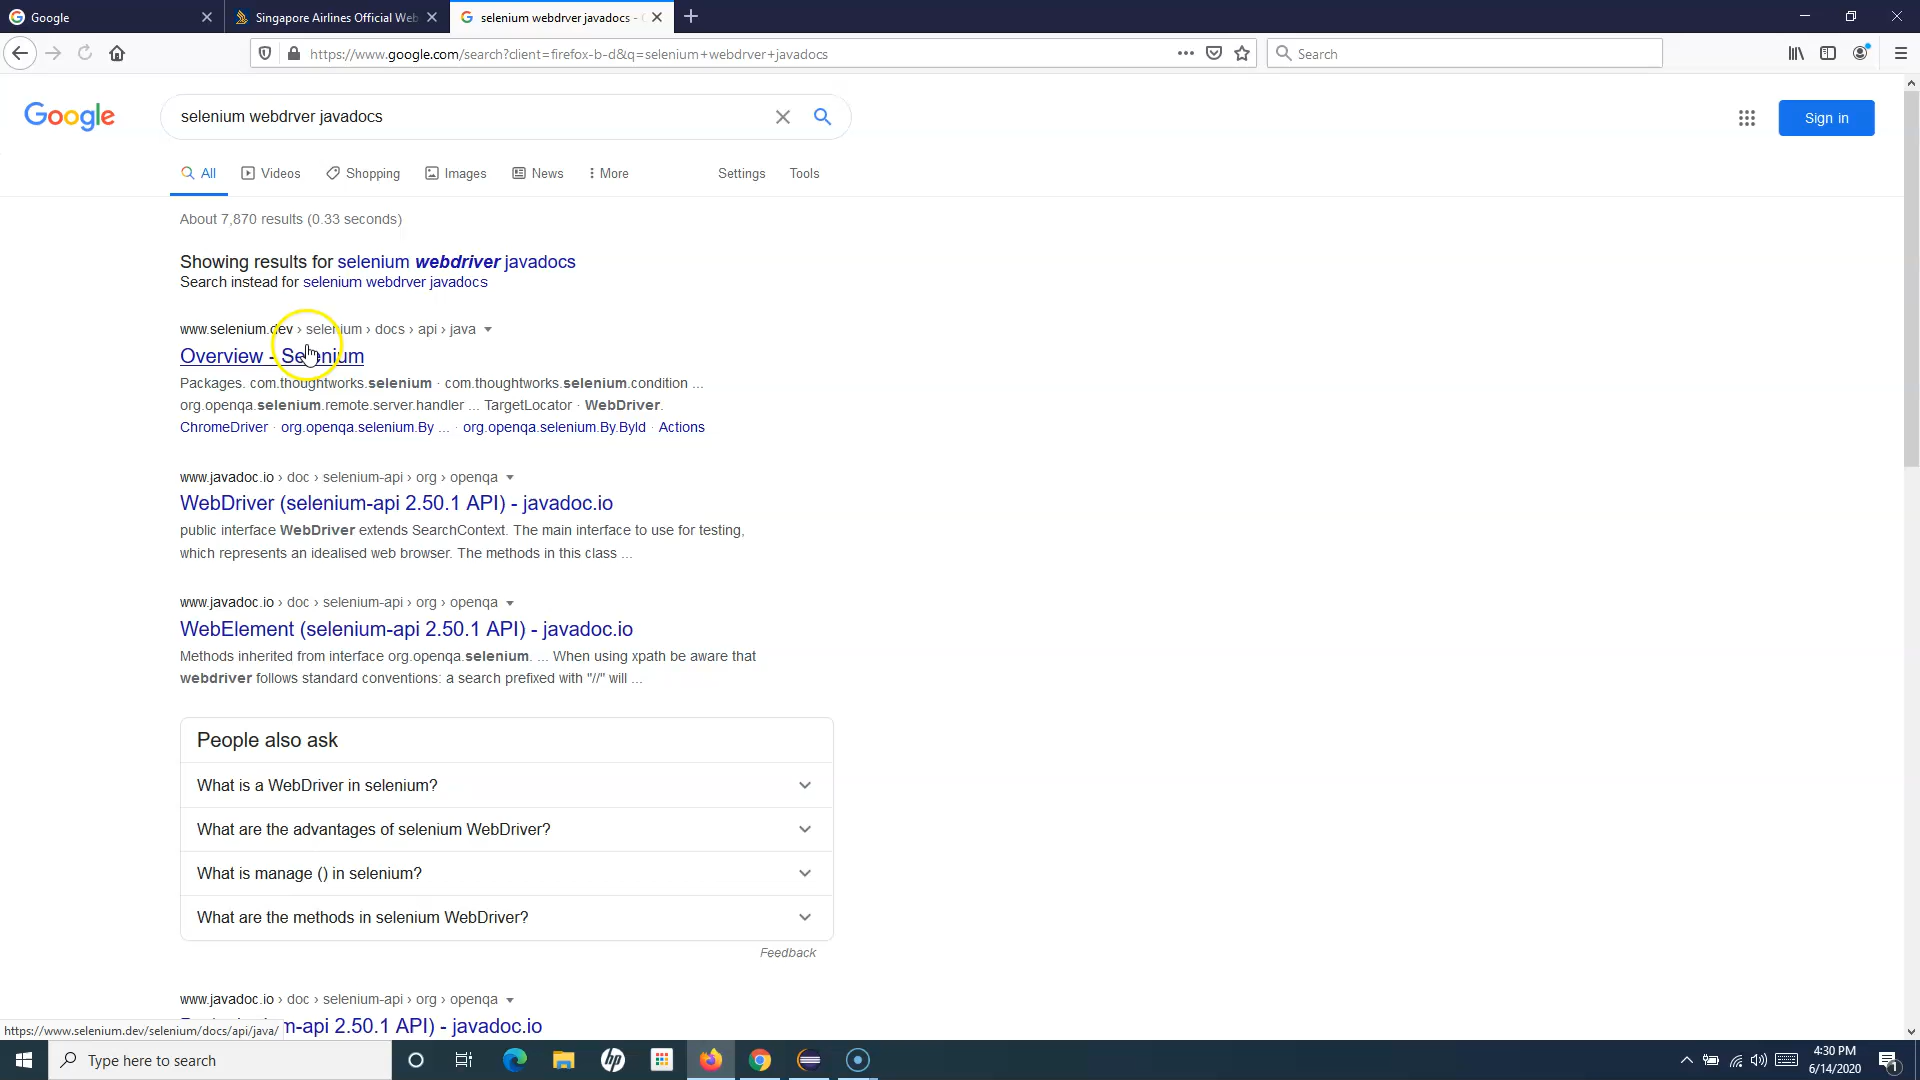 Google
Singapore Airlines Official Web
selenium webdrver javadocs -
https://www.google.com/search?client=firefox-b-d&q=selenium+webdrver+javadocs
Search
Google
selenium webdrver javadocs
Sign in
All
Videos
Shopping
Images
News
More
Settings
Tools
About 7,870 results (0.33 seconds)
Showing results for selenium webdriver javadocs
Search instead for selenium webdrver javadocs
www.selenium.dev › selenium › docs › api › java
Overview - Selenium
Packages. com.thoughtworks.selenium · com.thoughtworks.selenium.condition ...
org.openqa.selenium.remote.server.handler ... TargetLocator · WebDriver.
ChromeDriver · org.openqa.selenium.By ... · org.openqa.selenium.By.ById · Actions
www.javadoc.io › doc › selenium-api › org › openqa
WebDriver (selenium-api 2.50.1 API) - javadoc.io
public interface WebDriver extends SearchContext. The main interface to use for testing,
which represents an idealised web browser. The methods in this class ...
www.javadoc.io › doc › selenium-api › org › openqa
WebElement (selenium-api 2.50.1 API) - javadoc.io
Methods inherited from interface org.openqa.selenium. ... When using xpath be aware that
webdriver follows standard conventions: a search prefixed with "//" will ...
People also ask
What is a WebDriver in selenium?
What are the advantages of selenium WebDriver?
What is manage () in selenium?
What are the methods in selenium WebDriver?
Feedback
www.javadoc.io › doc › selenium-api › org › openqa
m-api 2.50.1 API) - javadoc.io
https://www.selenium.dev/selenium/docs/api/java/
Type here to search
hp
4:30 PM
6/14/2020
1